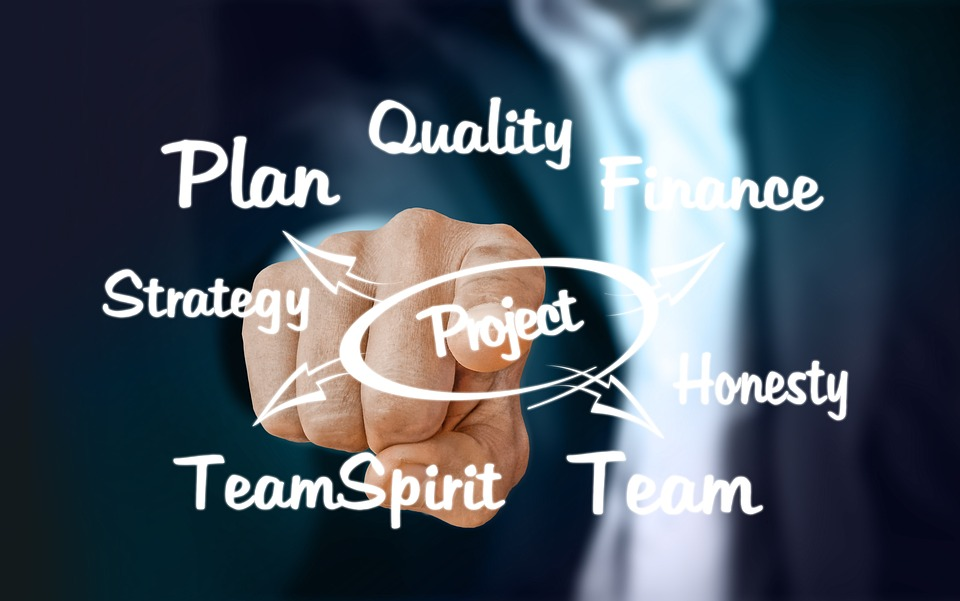 Quality
Plan
Finance
Strategy
Project
Honesty
TeamSpirit
Team